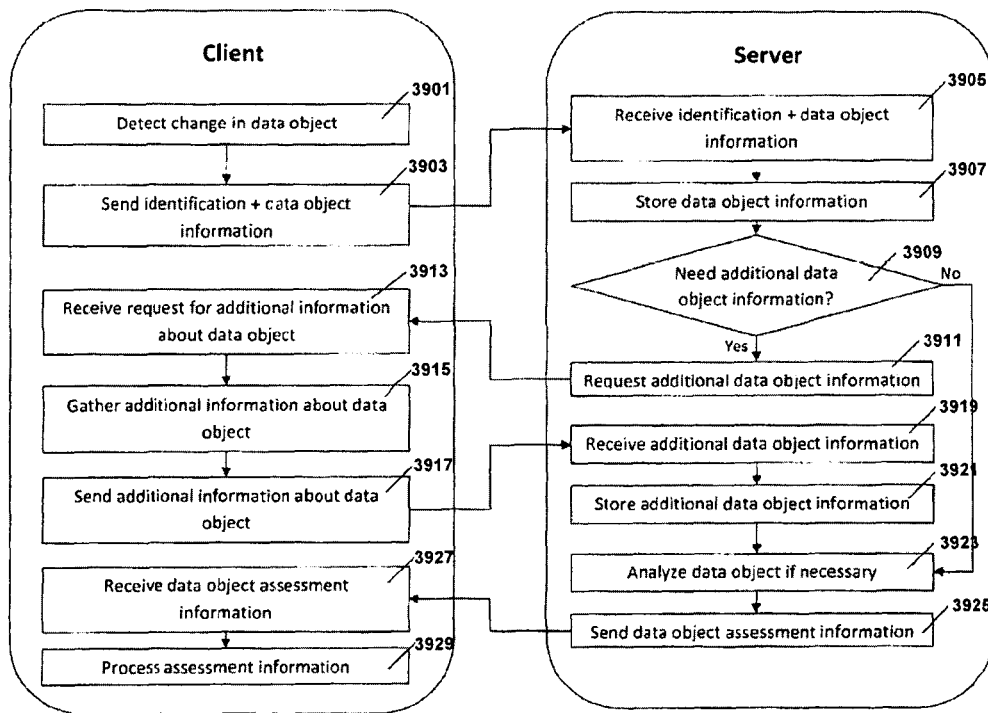 Client
3901
Detect change in data object
3903
Send identification + data object
information
3913
Receive request for additional information
about data object
3915
Gather additional information about data
object
3917
Send additional information about data
object
3927
Receive data object assessment
information
3929
Process assessment information
Server
3905
Receive identification + data object
information
3907
Store data object information
3909
Need additional data
object information?
No
Yes
3911
Request additional data object information
3919
Receive additional data object information
3921
Store additional data object information
3923
Analyze data object if necessary
3925
Send data object assessment information